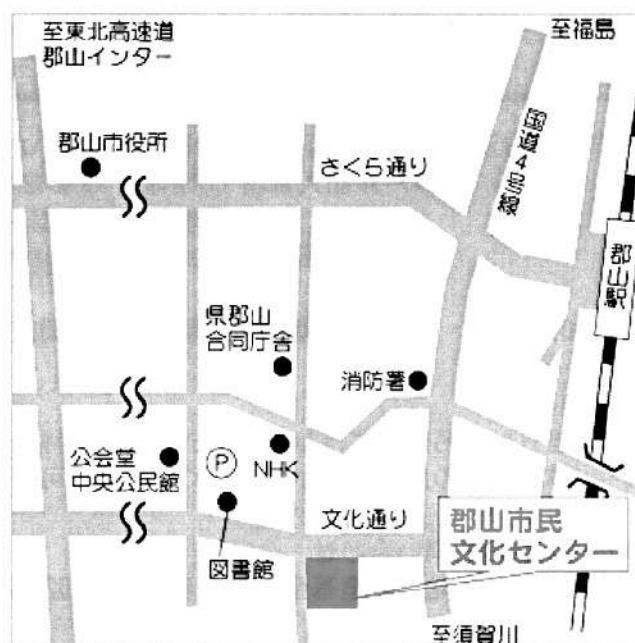 至東北高速道
郡山インター
至福島
国道4号線
郡山市役所
さくら通り
郡山駅
県郡山
合同庁舎
消防署
公会堂
中央公民館
P
NHK
文化通り
郡山市民
文化センター
図書館
至須賀川